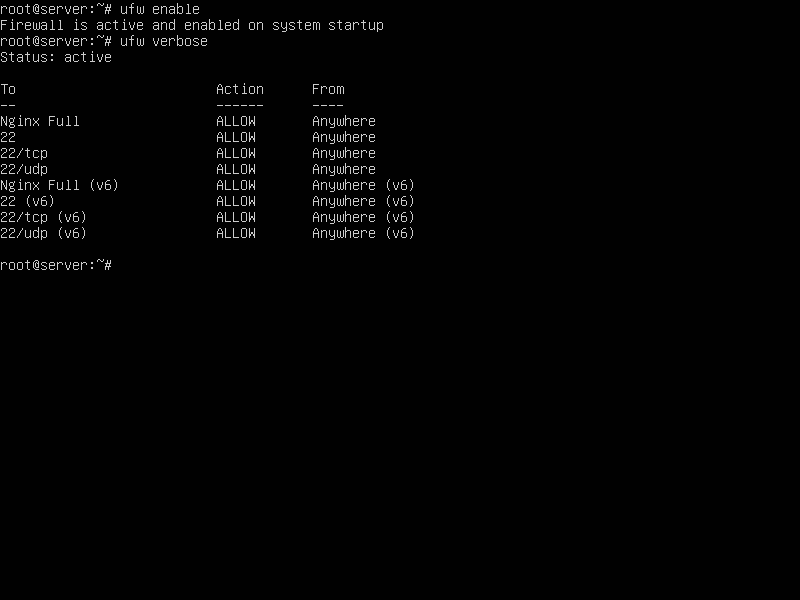 root@server:~# ufw enable
Firewall is active and enabled on system startup
root@server:~# ufw verbose
Status: active
To                         Action      From
--                         ------      ----
Nginx Full                 ALLOW       Anywhere
22                         ALLOW       Anywhere
22/tcp                     ALLOW       Anywhere
22/udp                     ALLOW       Anywhere
Nginx Full (v6)            ALLOW       Anywhere (v6)
22 (v6)                    ALLOW       Anywhere (v6)
22/tcp (v6)                ALLOW       Anywhere (v6)
22/udp (v6)                ALLOW       Anywhere (v6)
root@server:~#